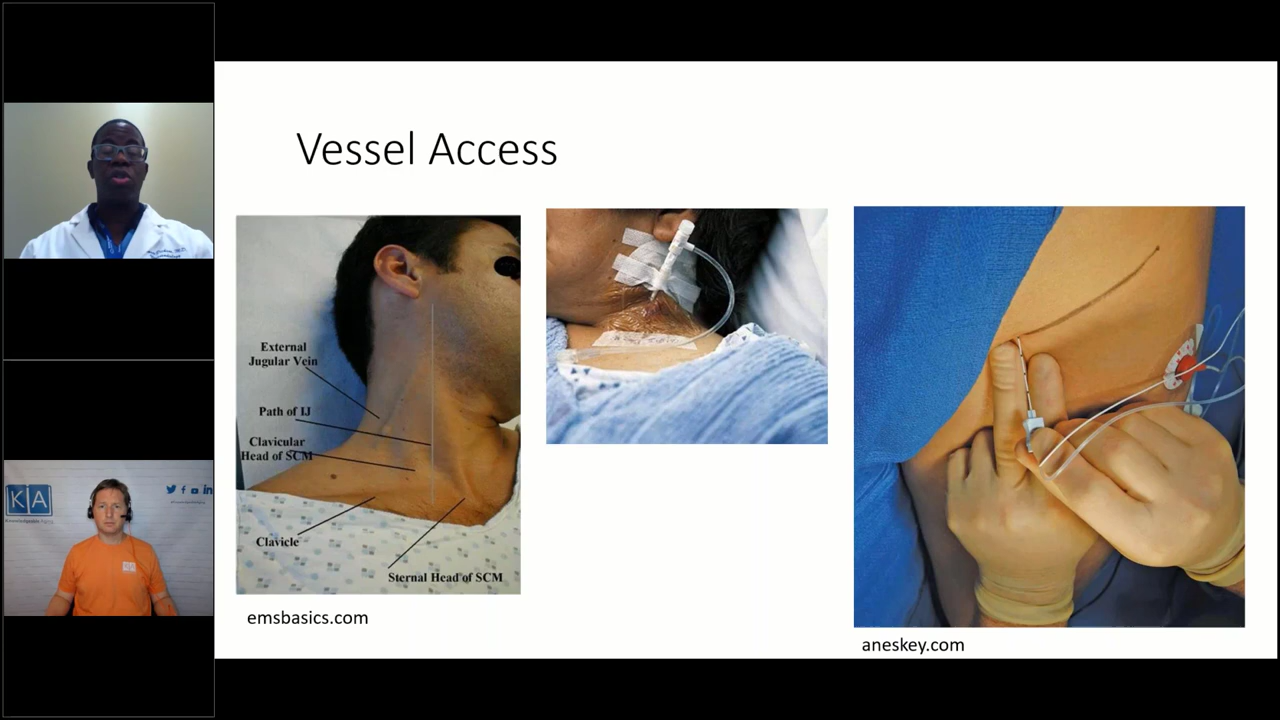 Vessel Access
External
Jugular Vein
Path of IJ
Clavicular
Head of SCM
Clavicle
Sternal Head of SCM
emsbasics.com
aneskey.com
KA
KA